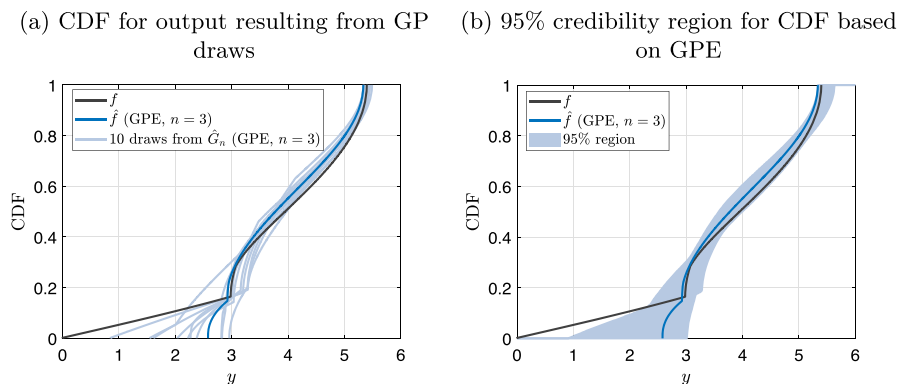 (a) CDF for output resulting from GP
draws
1
0.8
0.6
0.4
0.2
0
CDF
f
f̂ (GPE, n = 3)
10 draws from Ĝₙ (GPE, n = 3)
0 1 2 3 4 5 6
y
(b) 95% credibility region for CDF based
on GPE
1
0.8
0.6
0.4
0.2
0
CDF
f
f̂ (GPE, n = 3)
95% region
0 1 2 3 4 5 6
y